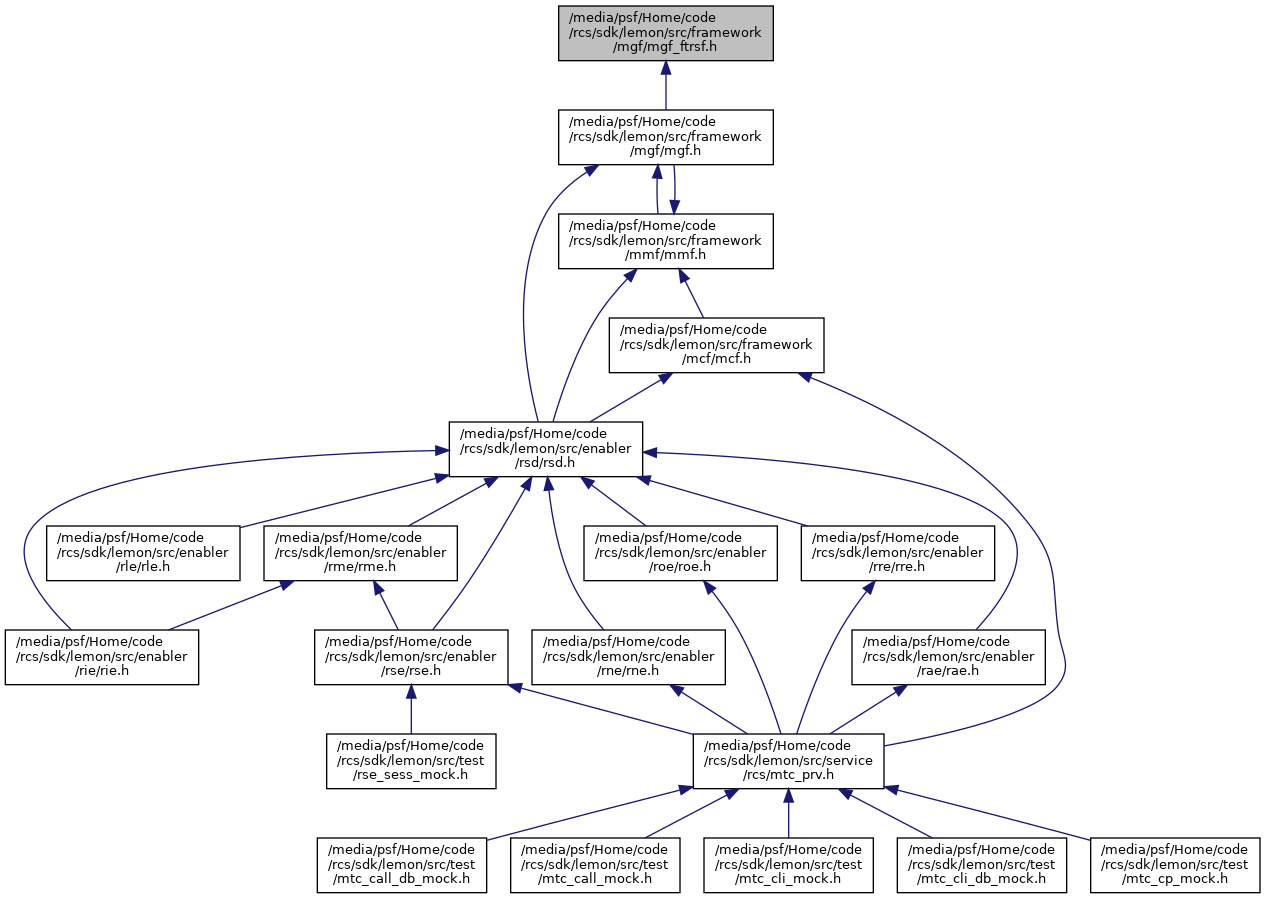 /media/psf/Home/code
/rcs/sdk/lemon/src/framework
/mgf/mgf_ftrsf.h
/media/psf/Home/code
/rcs/sdk/lemon/src/framework
/mgf/mgf.h
/media/psf/Home/code
/rcs/sdk/lemon/src/framework
/mmf/mmf.h
/media/psf/Home/code
/rcs/sdk/lemon/src/framework
/mcf/mcf.h
/media/psf/Home/code
/rcs/sdk/lemon/src/enabler
/rsd/rsd.h
/media/psf/Home/code
/rcs/sdk/lemon/src/enabler
/rle/rle.h
/media/psf/Home/code
/rcs/sdk/lemon/src/enabler
/rme/rme.h
/media/psf/Home/code
/rcs/sdk/lemon/src/enabler
/roe/roe.h
/media/psf/Home/code
/rcs/sdk/lemon/src/enabler
/rre/rre.h
/media/psf/Home/code
/rcs/sdk/lemon/src/enabler
/rie/rie.h
/media/psf/Home/code
/rcs/sdk/lemon/src/enabler
/rse/rse.h
/media/psf/Home/code
/rcs/sdk/lemon/src/enabler
/rne/rne.h
/media/psf/Home/code
/rcs/sdk/lemon/src/enabler
/rae/rae.h
/media/psf/Home/code
/rcs/sdk/lemon/src/test
/rse_sess_mock.h
/media/psf/Home/code
/rcs/sdk/lemon/src/service
/rcs/mtc_prv.h
/media/psf/Home/code
/rcs/sdk/lemon/src/test
/mtc_call_db_mock.h
/media/psf/Home/code
/rcs/sdk/lemon/src/test
/mtc_call_mock.h
/media/psf/Home/code
/rcs/sdk/lemon/src/test
/mtc_cli_mock.h
/media/psf/Home/code
/rcs/sdk/lemon/src/test
/mtc_cli_db_mock.h
/media/psf/Home/code
/rcs/sdk/lemon/src/test
/mtc_cp_mock.h